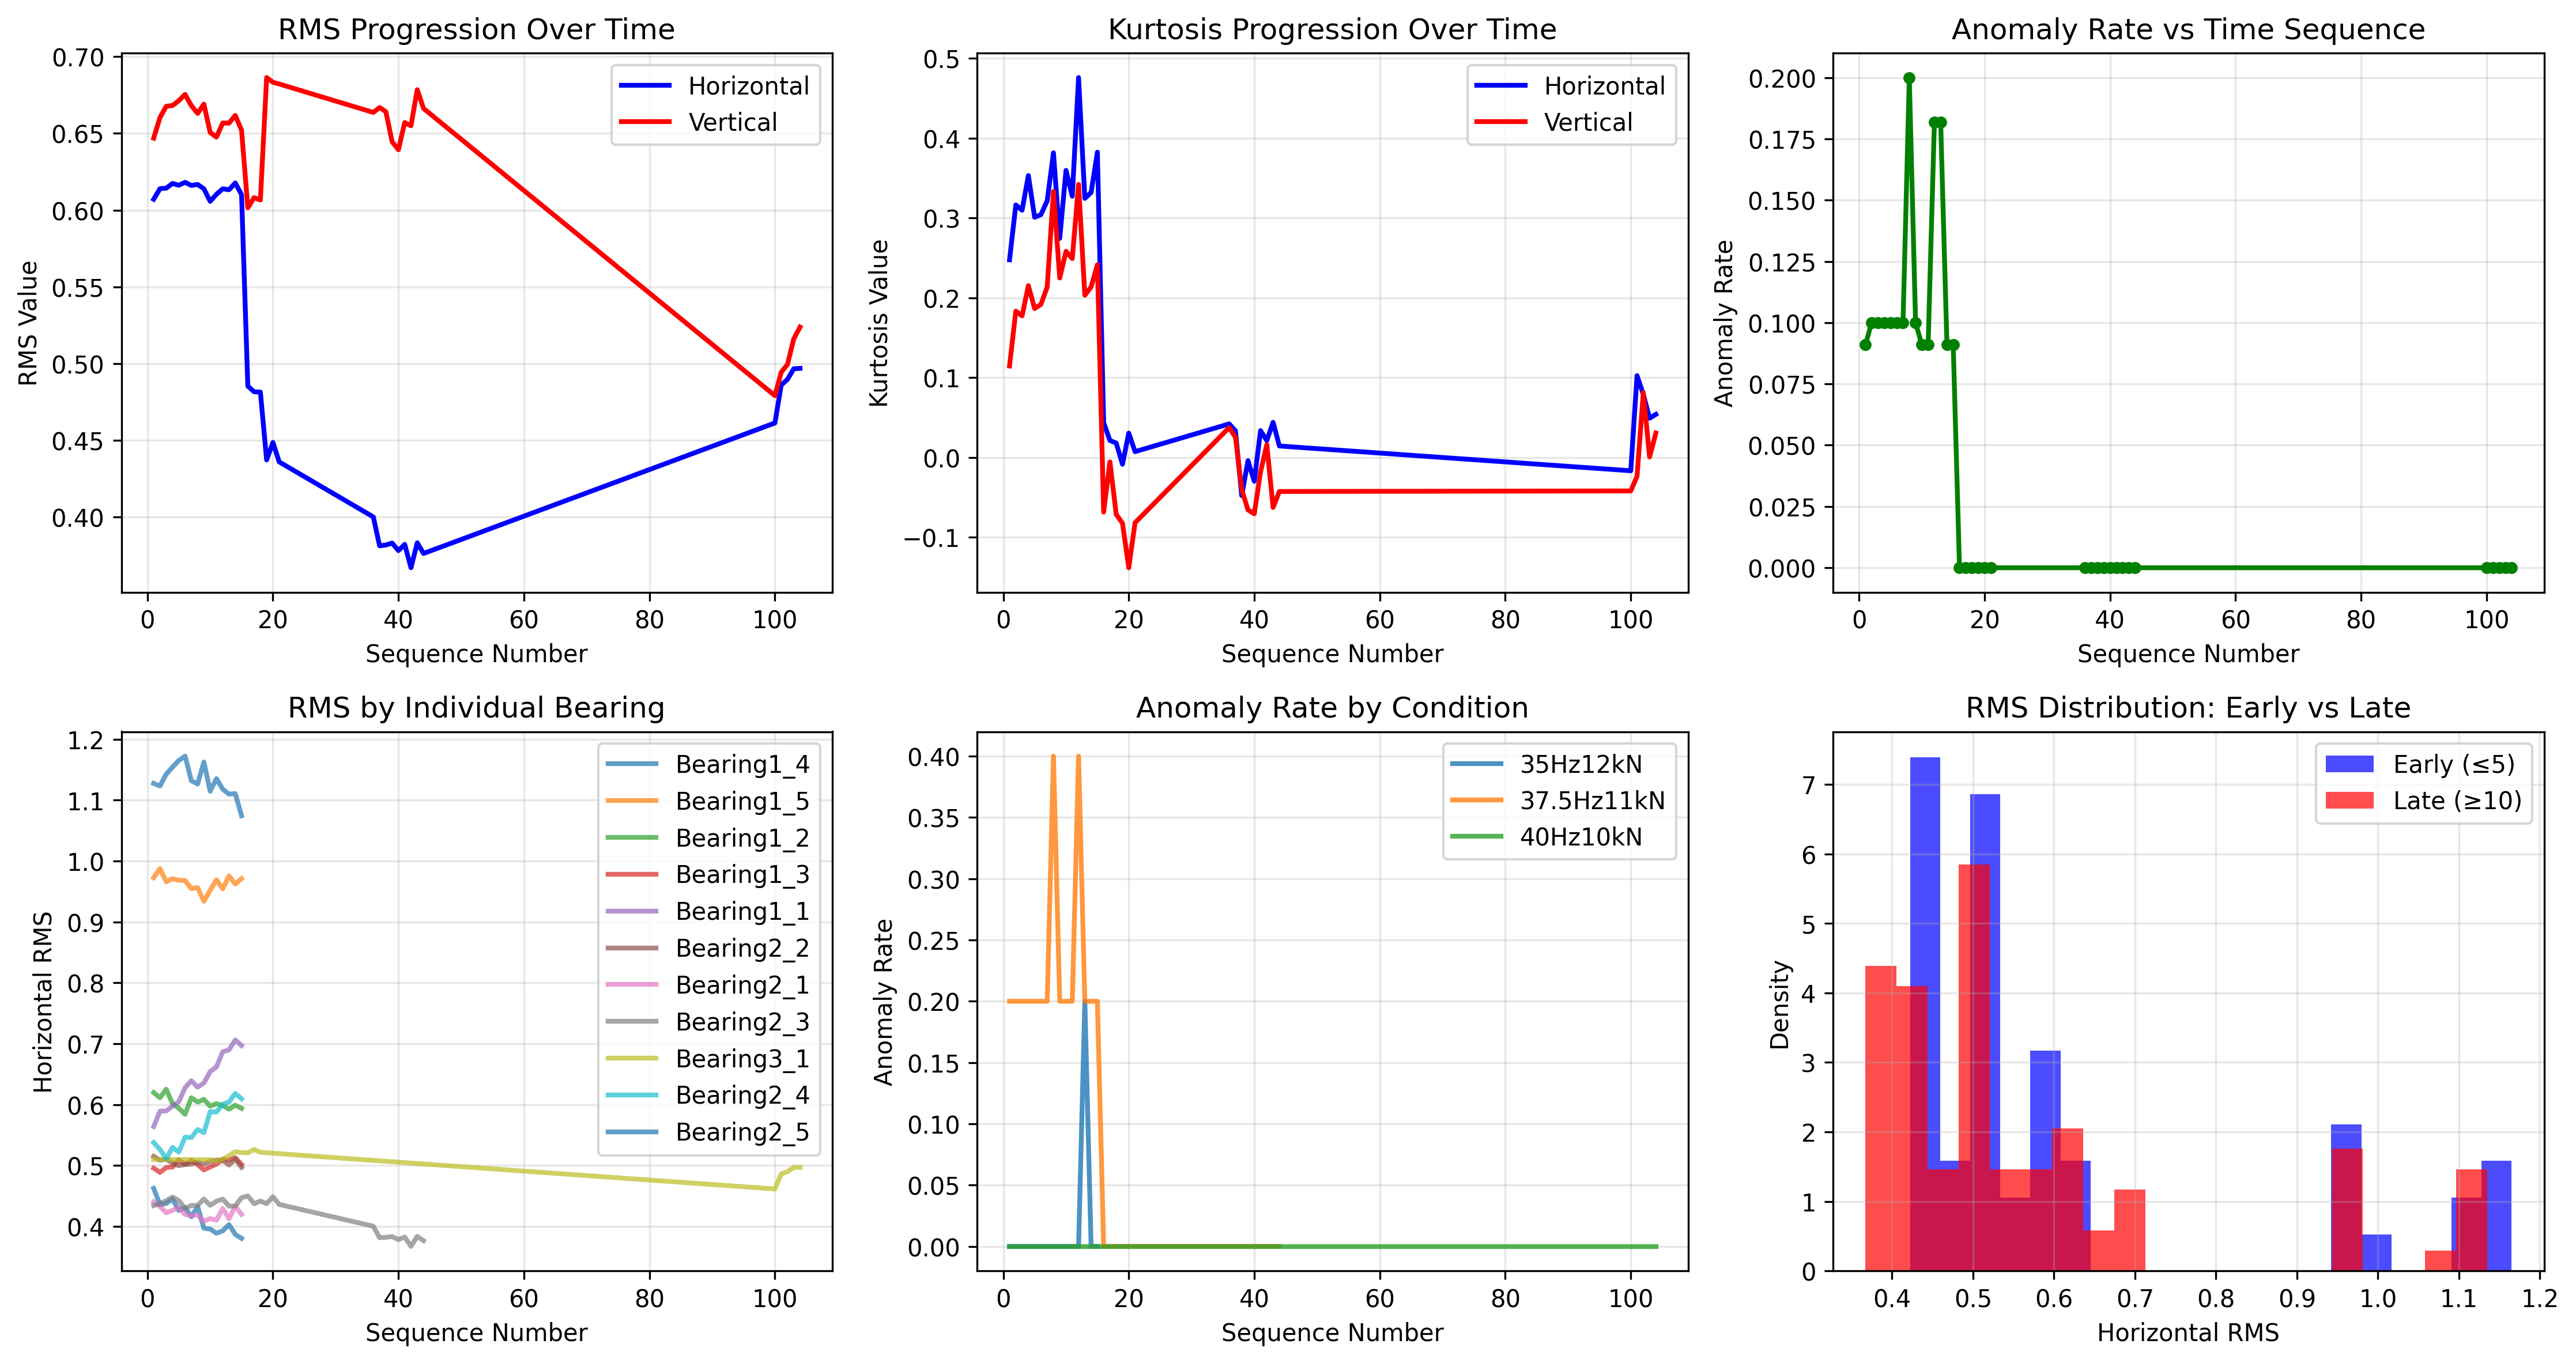 RMS Progression Over Time
RMS Value
0.70
0.65
0.60
0.55
0.50
0.45
0.40
0
20
40
60
80
100
Sequence Number
Horizontal
Vertical
Kurtosis Progression Over Time
Kurtosis Value
0.5
0.4
0.3
0.2
0.1
0.0
−0.1
0
20
40
60
80
100
Sequence Number
Horizontal
Vertical
Anomaly Rate vs Time Sequence
Anomaly Rate
0.200
0.175
0.150
0.125
0.100
0.075
0.050
0.025
0.000
0
20
40
60
80
100
Sequence Number
RMS by Individual Bearing
Horizontal RMS
1.2
1.1
1.0
0.9
0.8
0.7
0.6
0.5
0.4
0
20
40
60
80
100
Sequence Number
Bearing1_4
Bearing1_5
Bearing1_2
Bearing1_3
Bearing1_1
Bearing2_2
Bearing2_1
Bearing2_3
Bearing3_1
Bearing2_4
Bearing2_5
Anomaly Rate by Condition
Anomaly Rate
0.40
0.35
0.30
0.25
0.20
0.15
0.10
0.05
0.00
0
20
40
60
80
100
Sequence Number
35Hz12kN
37.5Hz11kN
40Hz10kN
RMS Distribution: Early vs Late
Density
7
6
5
4
3
2
1
0
0.4
0.5
0.6
0.7
0.8
0.9
1.0
1.1
1.2
Horizontal RMS
Early (≤5)
Late (≥10)